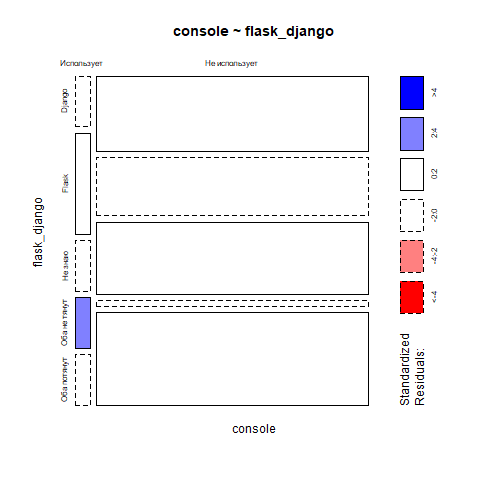 console ~ flask_django
Использует
Не использует
Django
Flask
Не знаю
Оба не тянут
Оба потянут
flask_django
console
>4
2:4
0:2
-2:0
-4:-2
<-4
Standardized
Residuals: